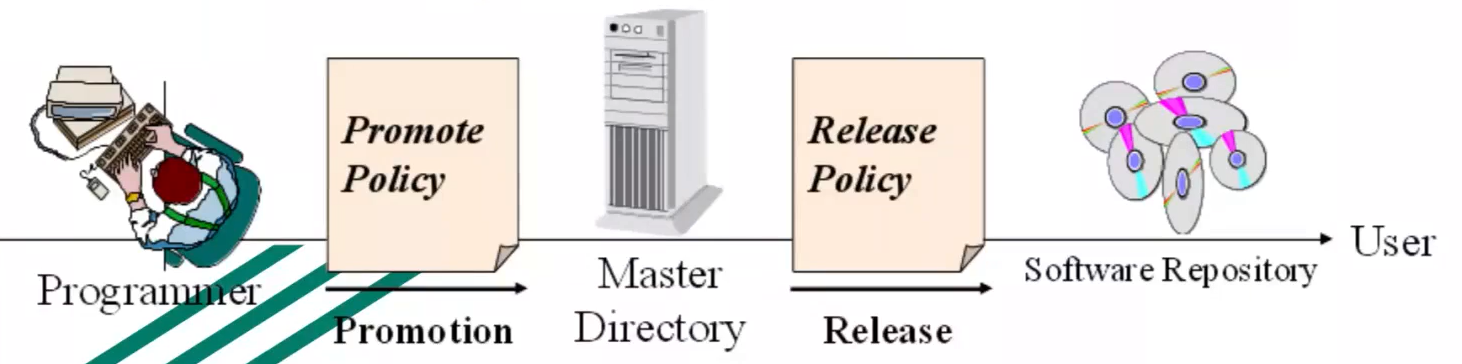 Promote
Policy
Release
Policy
Programmer
Promotion
Master
Directory
Release
Software Repository
User